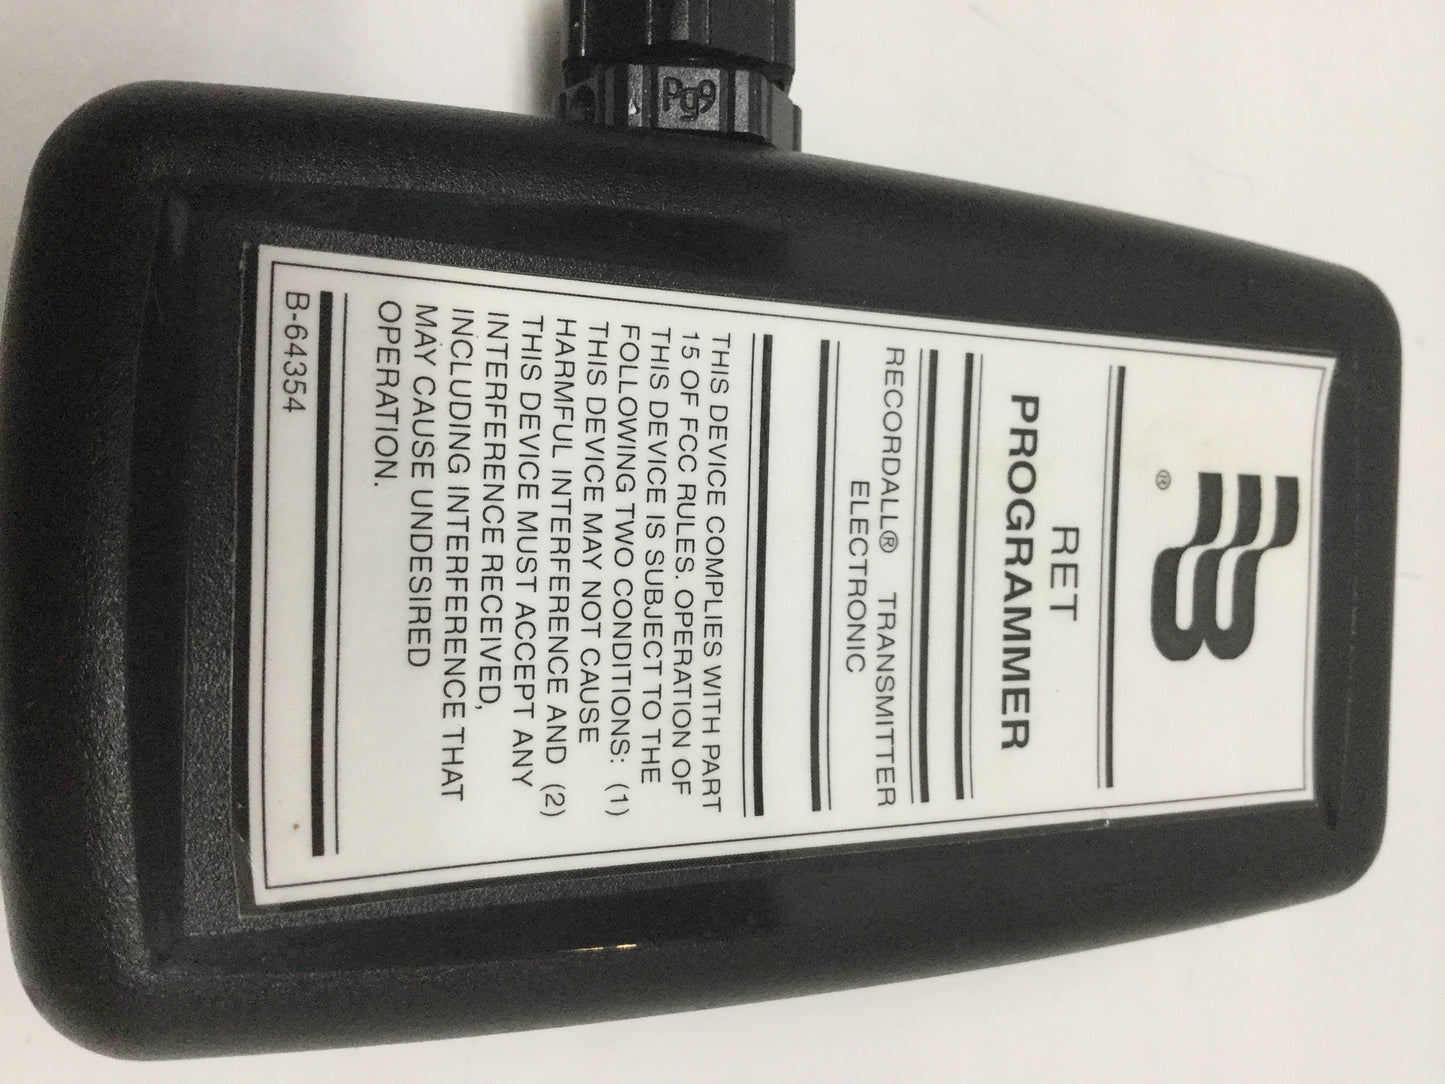 Pg9
®
RET
PROGRAMMER
RECORDALL® TRANSMITTER
ELECTRONIC
THIS DEVICE COMPLIES WITH PART
15 OF FCC RULES. OPERATION OF
THIS DEVICE IS SUBJECT TO THE
FOLLOWING TWO CONDITIONS: (1)
THIS DEVICE MAY NOT CAUSE
HARMFUL INTERFERENCE AND (2)
THIS DEVICE MUST ACCEPT ANY
INTERFERENCE RECEIVED,
INCLUDING INTERFERENCE THAT
MAY CAUSE UNDESIRED
OPERATION.
B-64354